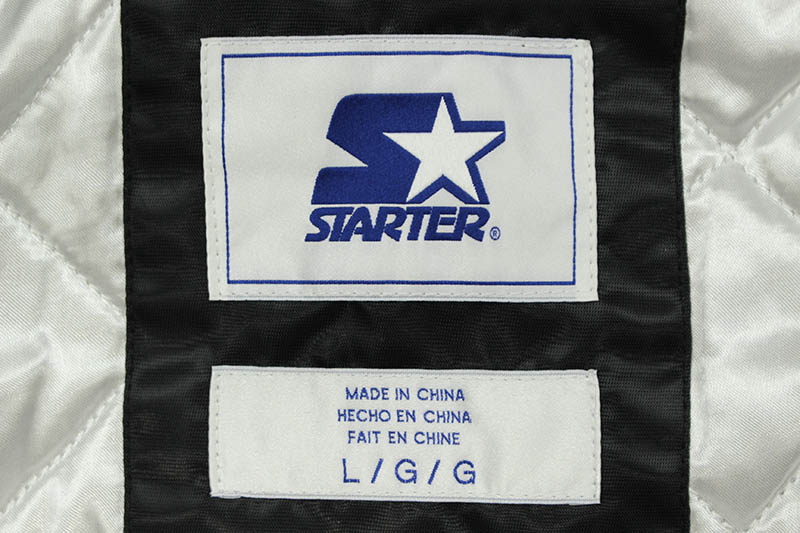 STARTER®
MADE IN CHINA
HECHO EN CHINA
FAIT EN CHINE
L / G / G